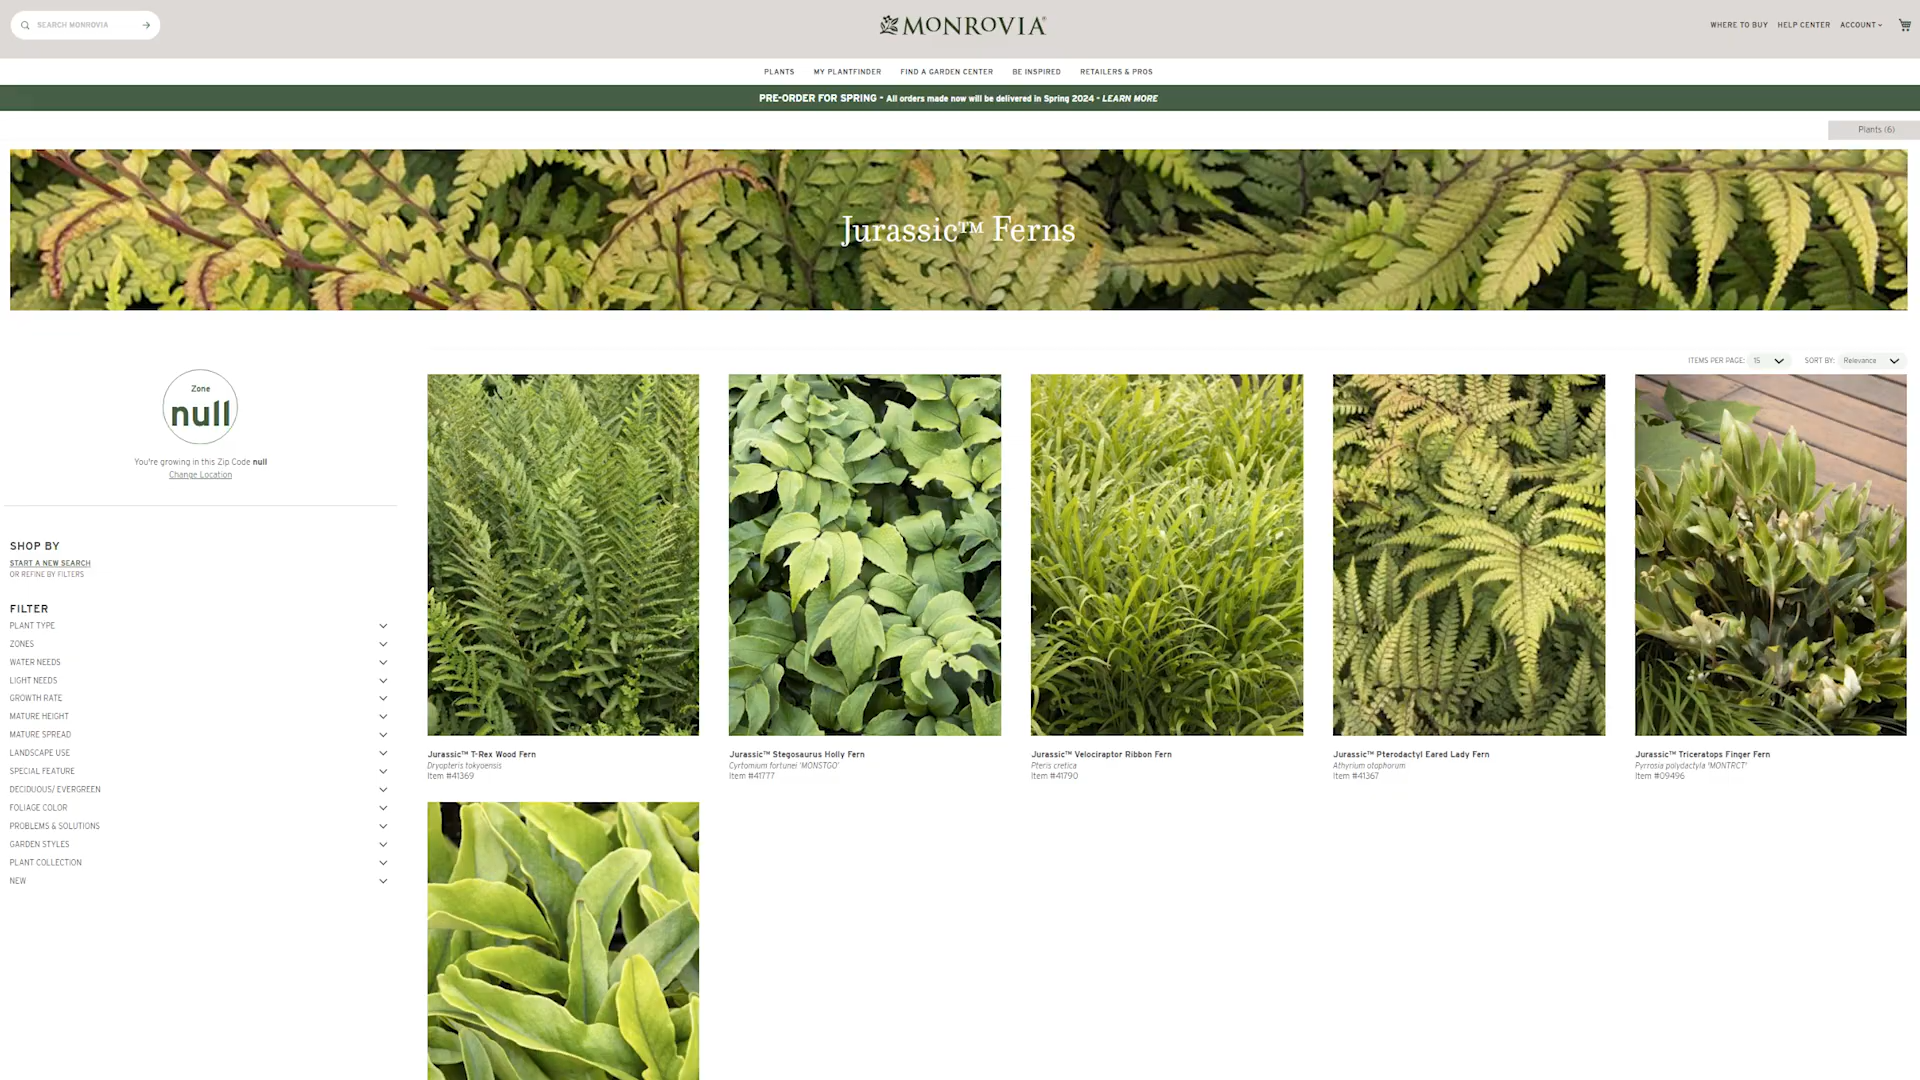 SEARCH MONROVIA
MONROVIA®
WHERE TO BUY
HELP CENTER
ACCOUNT
PLANTS
MY PLANTFINDER
FIND A GARDEN CENTER
BE INSPIRED
RETAILERS & PROS
PRE-ORDER FOR SPRING - All orders made now will be delivered in Spring 2024 - LEARN MORE
Plants (6)
Jurassic™ Ferns
ITEMS PER PAGE: 15
SORT BY: Relevance
Zone
null
You're growing in this Zip Code null
Change Location
SHOP BY
START A NEW SEARCH
OR REFINE BY FILTERS
FILTER
PLANT TYPE
ZONES
WATER NEEDS
LIGHT NEEDS
GROWTH RATE
MATURE HEIGHT
MATURE SPREAD
LANDSCAPE USE
SPECIAL FEATURE
DECIDUOUS/ EVERGREEN
FOLIAGE COLOR
PROBLEMS & SOLUTIONS
GARDEN STYLES
PLANT COLLECTION
NEW
Jurassic™ T-Rex Wood Fern
Dryopteris tokyoensis
Item #41369
Jurassic™ Stegosaurus Holly Fern
Cyrtomium fortunei 'MONSTGO'
Item #41777
Jurassic™ Velociraptor Ribbon Fern
Pteris cretica
Item #41790
Jurassic™ Pterodactyl Eared Lady Fern
Athyrium otophorum
Item #41367
Jurassic™ Triceratops Finger Fern
Pyrrosia polydactyla 'MONTRCT'
Item #09496